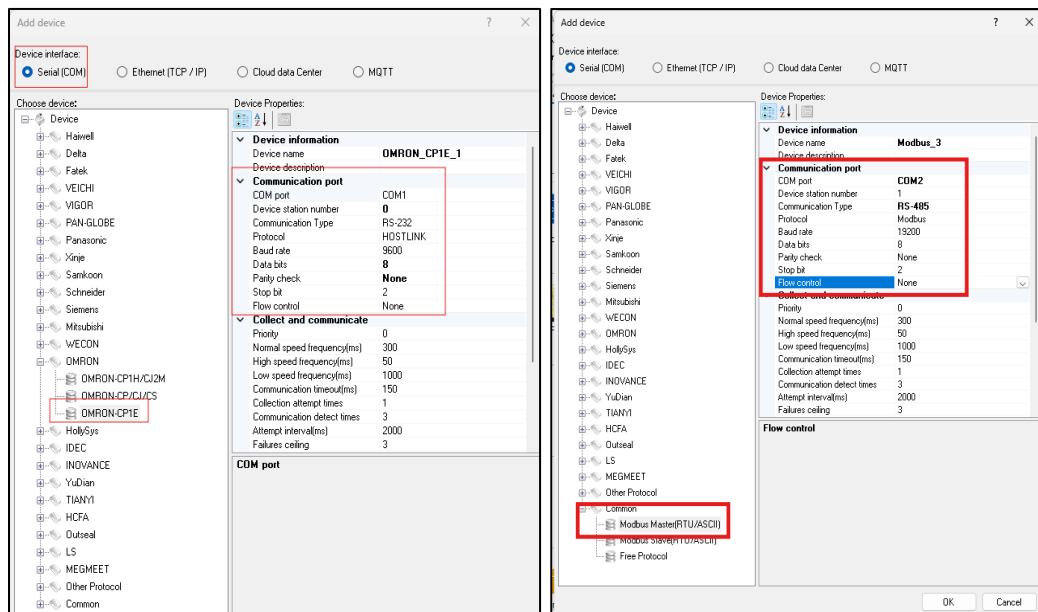 Add device
? ×
Device interface:
Serial (COM) Ethernet (TCP / IP) Cloud data Center MQTT
Choose device:
Device
Haiwell
Delta
Fatek
VEICHI
VIGOR
PAN-GLOBE
Panasonic
Xinje
Samkoon
Schneider
Siemens
Mitsubishi
WECON
OMRON
OMRON-CP1H/CJ2M
OMRON-CP/CJ/CS
OMRON-CP1E
HollySys
IDEC
INOVANCE
YuDian
TIANYI
HCFA
Outseal
LS
MEGMEET
Other Protocol
Common
Device Properties:
Device information
Device name OMRON_CP1E_1
Device description
Communication port
COM port COM1
Device station number 0
Communication Type RS-232
Protocol HOSTLINK
Baud rate 9600
Data bits 8
Parity check None
Stop bit 2
Flow control None
Collect and communicate
Priority 0
Normal speed frequency(ms) 300
High speed frequency(ms) 50
Low speed frequency(ms) 1000
Communication timeout(ms) 150
Collection attempt times 1
Communication detect times 3
Attempt interval(ms) 2000
Failures ceiling 3
COM port
Add device
? ×
Device interface:
Serial (COM) Ethernet (TCP / IP) Cloud data Center MQTT
Choose device:
Device
Haiwell
Delta
Fatek
VEICHI
VIGOR
PAN-GLOBE
Panasonic
Xinje
Samkoon
Schneider
Siemens
Mitsubishi
WECON
OMRON
HollySys
IDEC
INOVANCE
YuDian
TIANYI
HCFA
Outseal
LS
MEGMEET
Other Protocol
Common
Modbus Master(RTU/ASCII)
Modbus Slave(RTU/ASCII)
Free Protocol
Device Properties:
Device information
Device name Modbus_3
Device description
Communication port
COM port COM2
Device station number 1
Communication Type RS-485
Protocol Modbus
Baud rate 19200
Data bits 8
Parity check None
Stop bit 2
Flow control None
Collect and communicate
Priority 0
Normal speed frequency(ms) 300
High speed frequency(ms) 50
Low speed frequency(ms) 1000
Communication timeout(ms) 150
Collection attempt times 1
Communication detect times 3
Attempt interval(ms) 2000
Failures ceiling 3
Flow control
OK Cancel